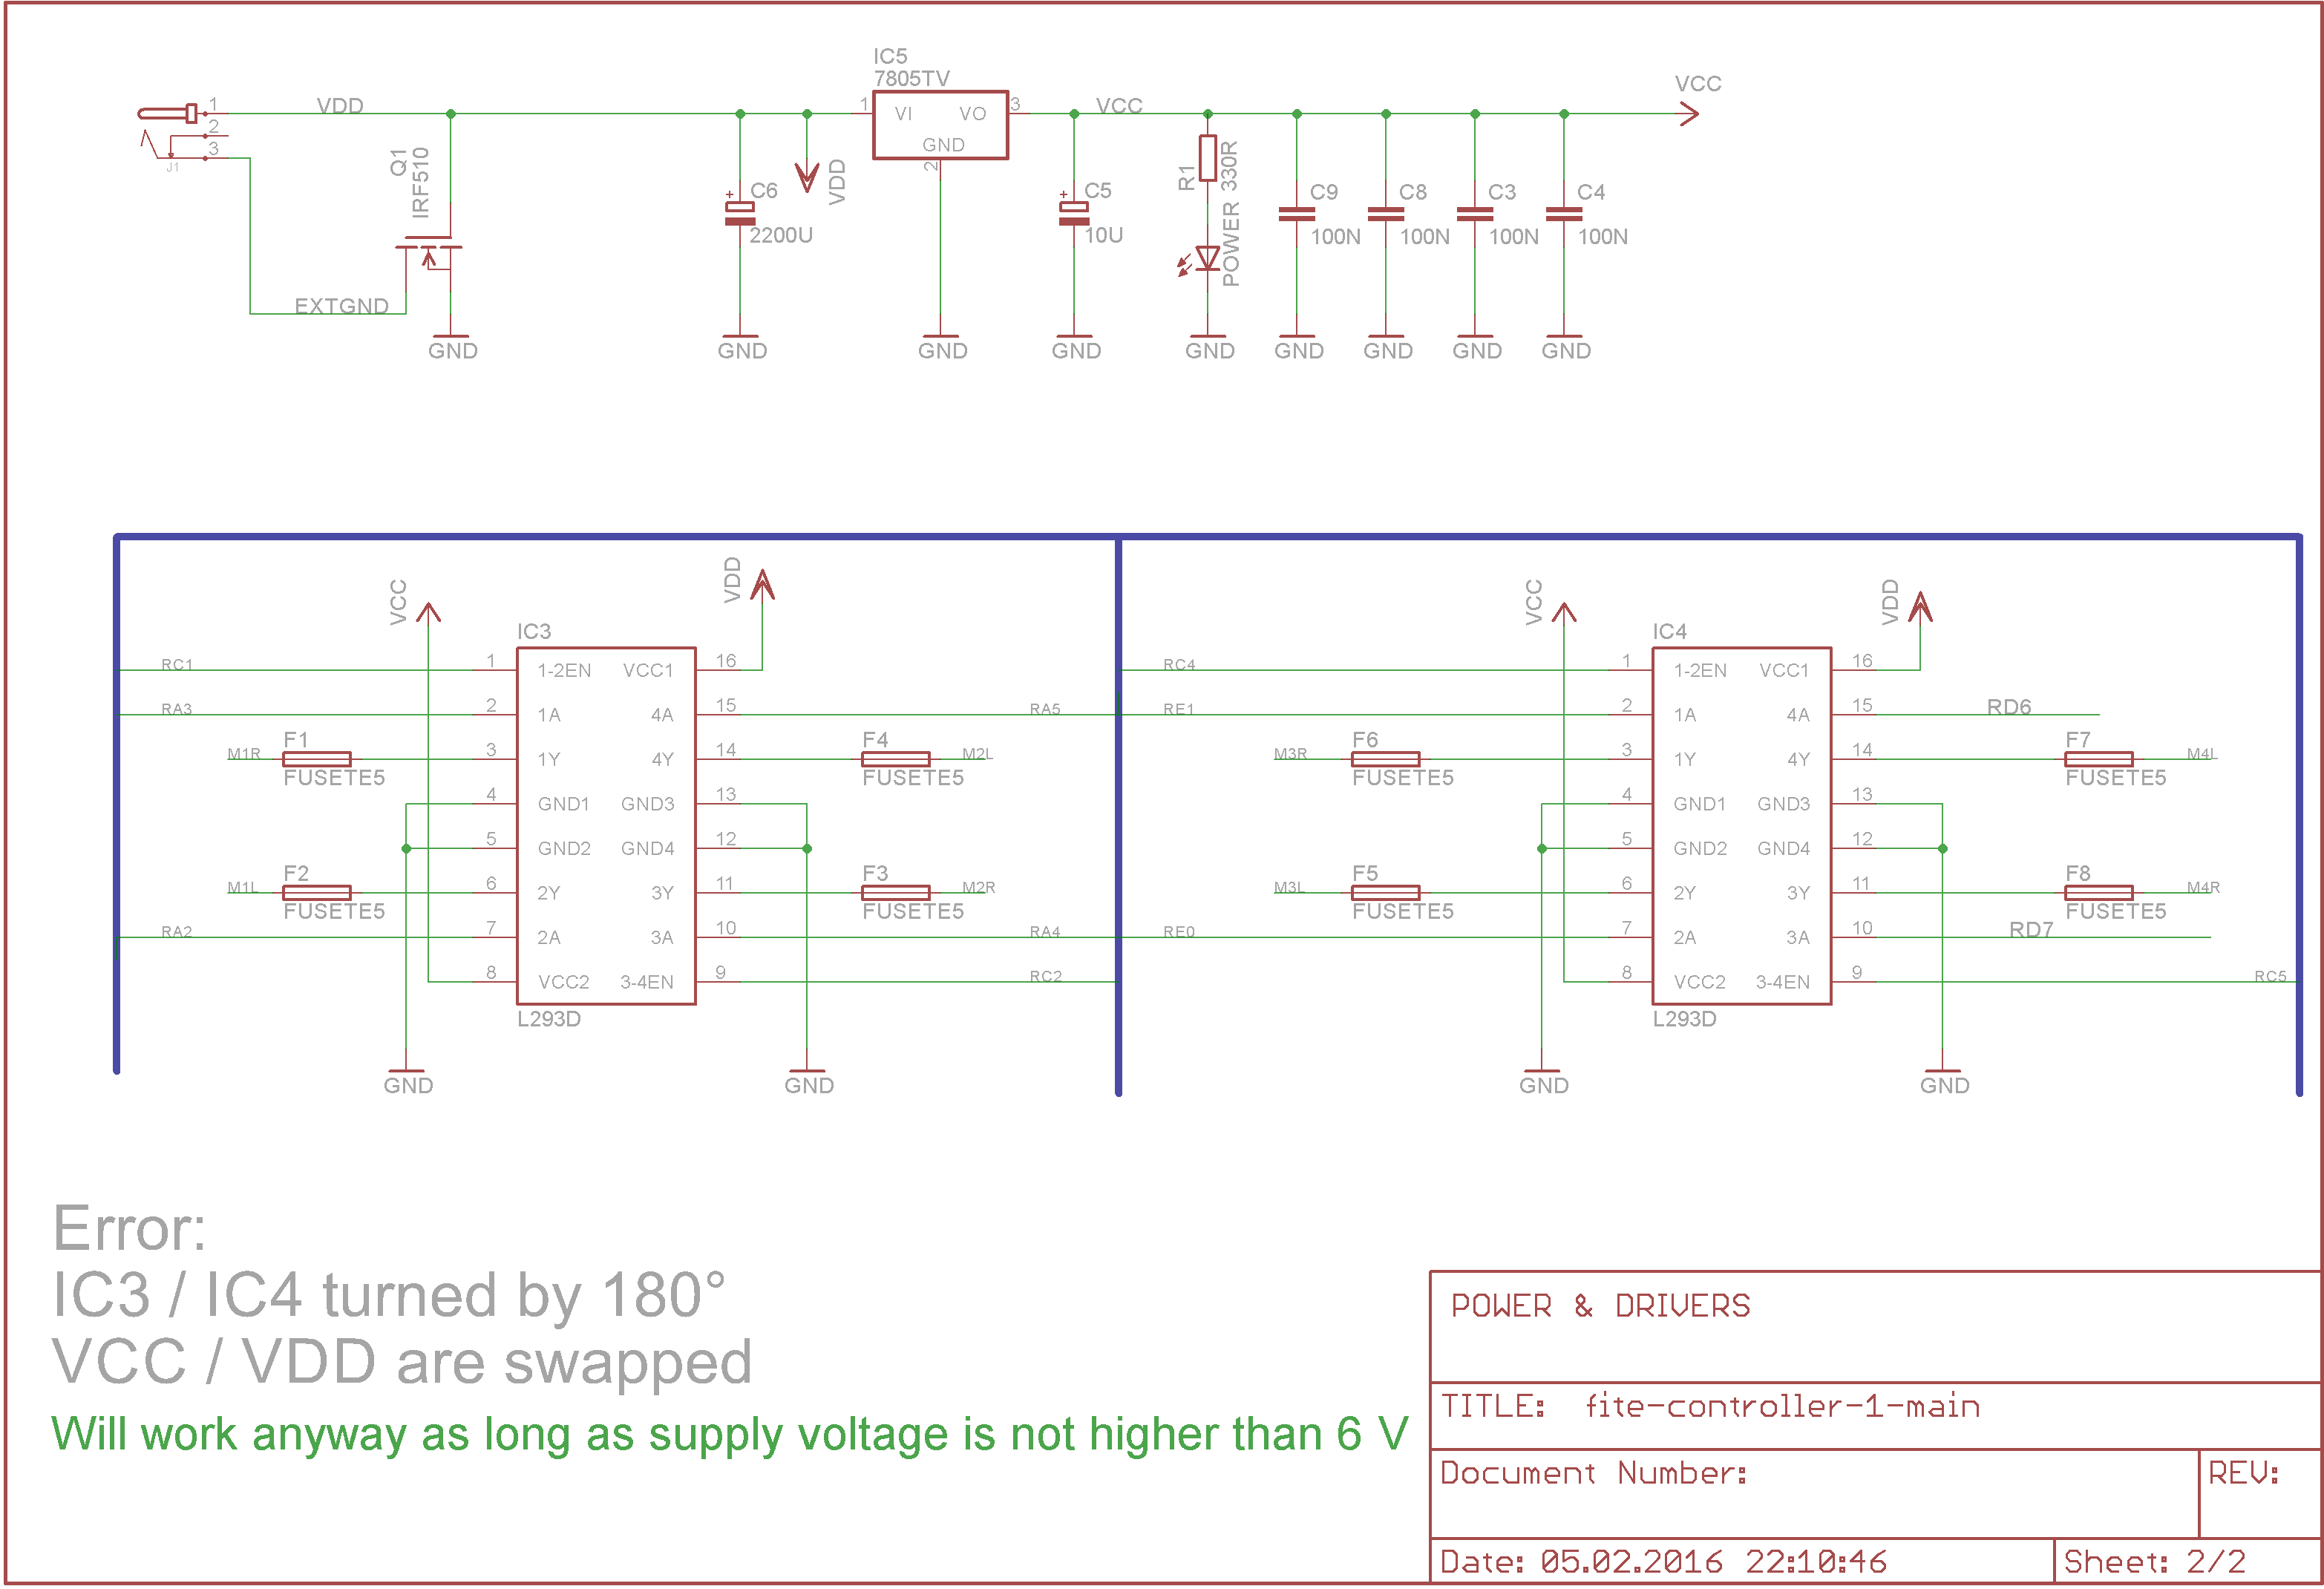 IC5
7805TV
VI
VO
GND
1
3
2
VCC
VDD
VCC
1
2
3
J1
Q1
IRF510
EXTGND
GND
+
C6
2200U
VDD
+
C5
10U
R1
330R
POWER
C9
100N
C8
100N
C3
100N
C4
100N
GND
GND
GND
GND
GND
GND
GND
GND
VCC
VDD
IC3
RC1
1
1-2EN
VCC1
16
RA3
2
1A
4A
15
RA5
M1R
F1
FUSETE5
3
1Y
4Y
14
F4
FUSETE5
M2L
4
GND1
GND3
13
5
GND2
GND4
12
M1L
F2
FUSETE5
6
2Y
3Y
11
F3
FUSETE5
M2R
RA2
7
2A
3A
10
RA4
8
VCC2
3-4EN
9
RC2
L293D
GND
GND
VCC
VDD
IC4
RC4
1
1-2EN
VCC1
16
RE1
2
1A
4A
15
RD6
M3R
F6
FUSETE5
3
1Y
4Y
14
F7
FUSETE5
M4L
4
GND1
GND3
13
5
GND2
GND4
12
M3L
F5
FUSETE5
6
2Y
3Y
11
F8
FUSETE5
M4R
RE0
7
2A
3A
10
RD7
8
VCC2
3-4EN
9
RC5
L293D
GND
GND
Error:
IC3 / IC4 turned by 180°
VCC / VDD are swapped
Will work anyway as long as supply voltage is not higher than 6 V
POWER & DRIVERS
TITLE: fite-controller-1-main
Document Number:
REV:
Date: 05.02.2016 22:10:46
Sheet: 2/2